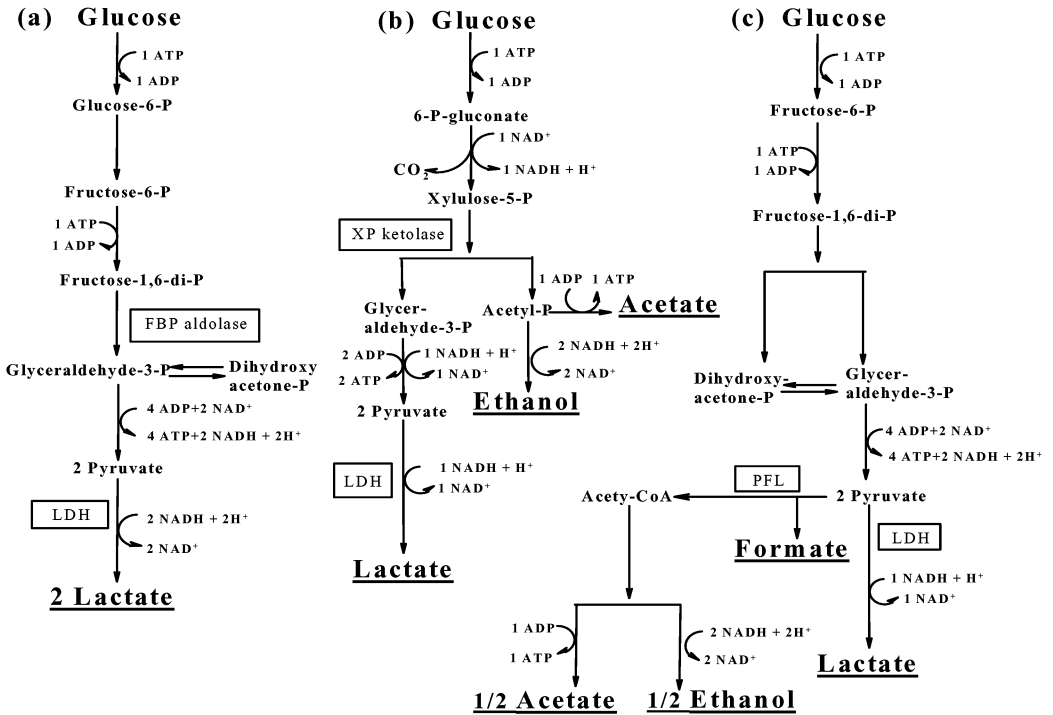 (a) Glucose
1 ATP
1 ADP
Glucose-6-P
Fructose-6-P
1 ATP
1 ADP
Fructose-1,6-di-P
FBP aldolase
Glyceraldehyde-3-P
Dihydroxy
acetone-P
4 ADP+2 NAD⁺
4 ATP+2 NADH + 2H⁺
2 Pyruvate
LDH
2 NADH + 2H⁺
2 NAD⁺
2 Lactate
(b) Glucose
1 ATP
1 ADP
6-P-gluconate
1 NAD⁺
CO₂
1 NADH + H⁺
Xylulose-5-P
XP ketolase
Glycer-
aldehyde-3-P
Acetyl-P
1 ADP 1 ATP
Acetate
2 ADP
2 ATP
1 NADH + H⁺
1 NAD⁺
2 NADH + 2H⁺
2 NAD⁺
Ethanol
2 Pyruvate
LDH
1 NADH + H⁺
1 NAD⁺
Lactate
(c) Glucose
1 ATP
1 ADP
Fructose-6-P
1 ATP
1 ADP
Fructose-1,6-di-P
Dihydroxy-
acetone-P
Glycer-
aldehyde-3-P
4 ADP+2 NAD⁺
4 ATP+2 NADH + 2H⁺
2 Pyruvate
PFL
Acety-CoA
Formate
LDH
1 NADH + H⁺
1 NAD⁺
Lactate
1 ADP
1 ATP
2 NADH + 2H⁺
2 NAD⁺
1/2 Acetate
1/2 Ethanol